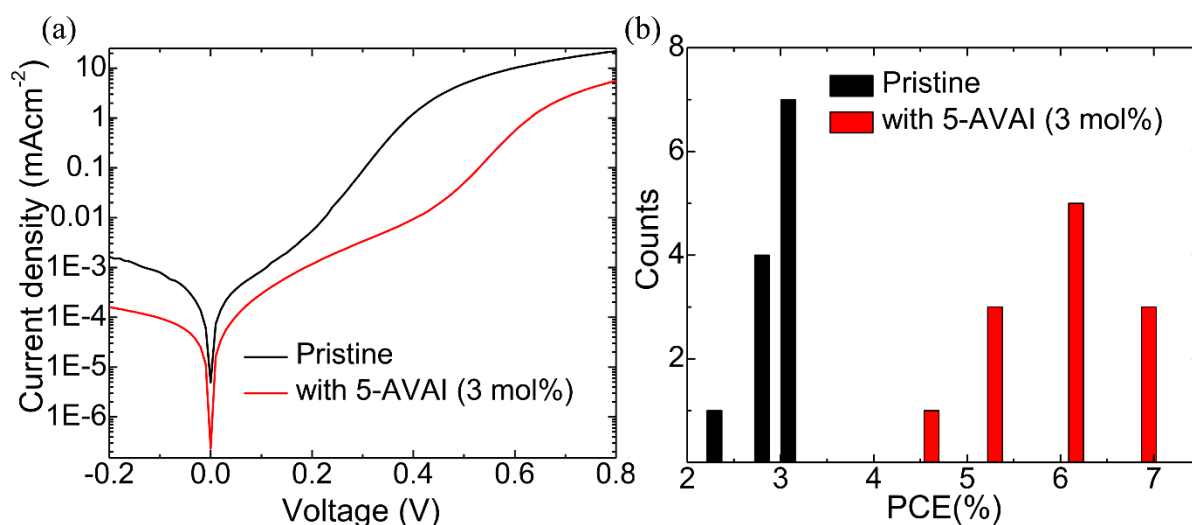 (a)
Current density (mAcm⁻²)
10
1
0.1
0.01
1E-3
1E-4
1E-5
1E-6
Pristine
with 5-AVAI (3 mol%)
-0.2 0.0 0.2 0.4 0.6 0.8
Voltage (V)
(b)
Counts
8
6
4
2
Pristine
with 5-AVAI (3 mol%)
2 3 4 5 6 7
PCE(%)